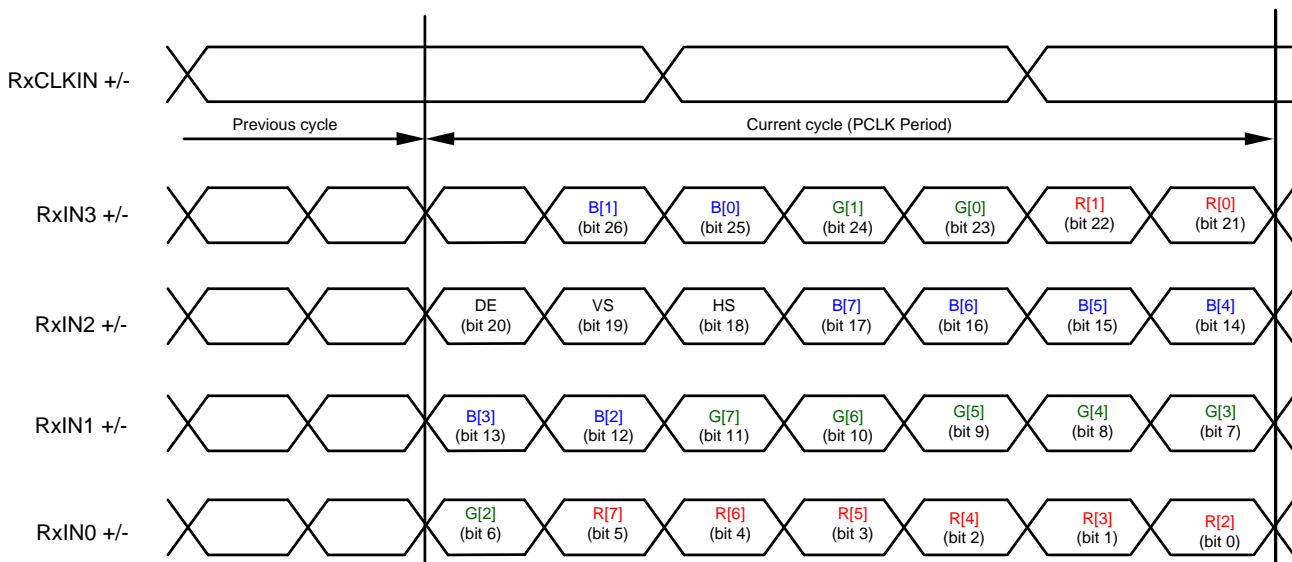 RxCLKIN +/-
Previous cycle
Current cycle (PCLK Period)
RxIN3 +/-
B[1] B[0] G[1] G[0] R[1] R[0]
(bit 26) (bit 25) (bit 24) (bit 23) (bit 22) (bit 21)
RxIN2 +/-
DE VS HS B[7] B[6] B[5] B[4]
(bit 20) (bit 19) (bit 18) (bit 17) (bit 16) (bit 15) (bit 14)
RxIN1 +/-
B[3] B[2] G[7] G[6] G[5] G[4] G[3]
(bit 13) (bit 12) (bit 11) (bit 10) (bit 9) (bit 8) (bit 7)
RxIN0 +/-
G[2] R[7] R[6] R[5] R[4] R[3] R[2]
(bit 6) (bit 5) (bit 4) (bit 3) (bit 2) (bit 1) (bit 0)